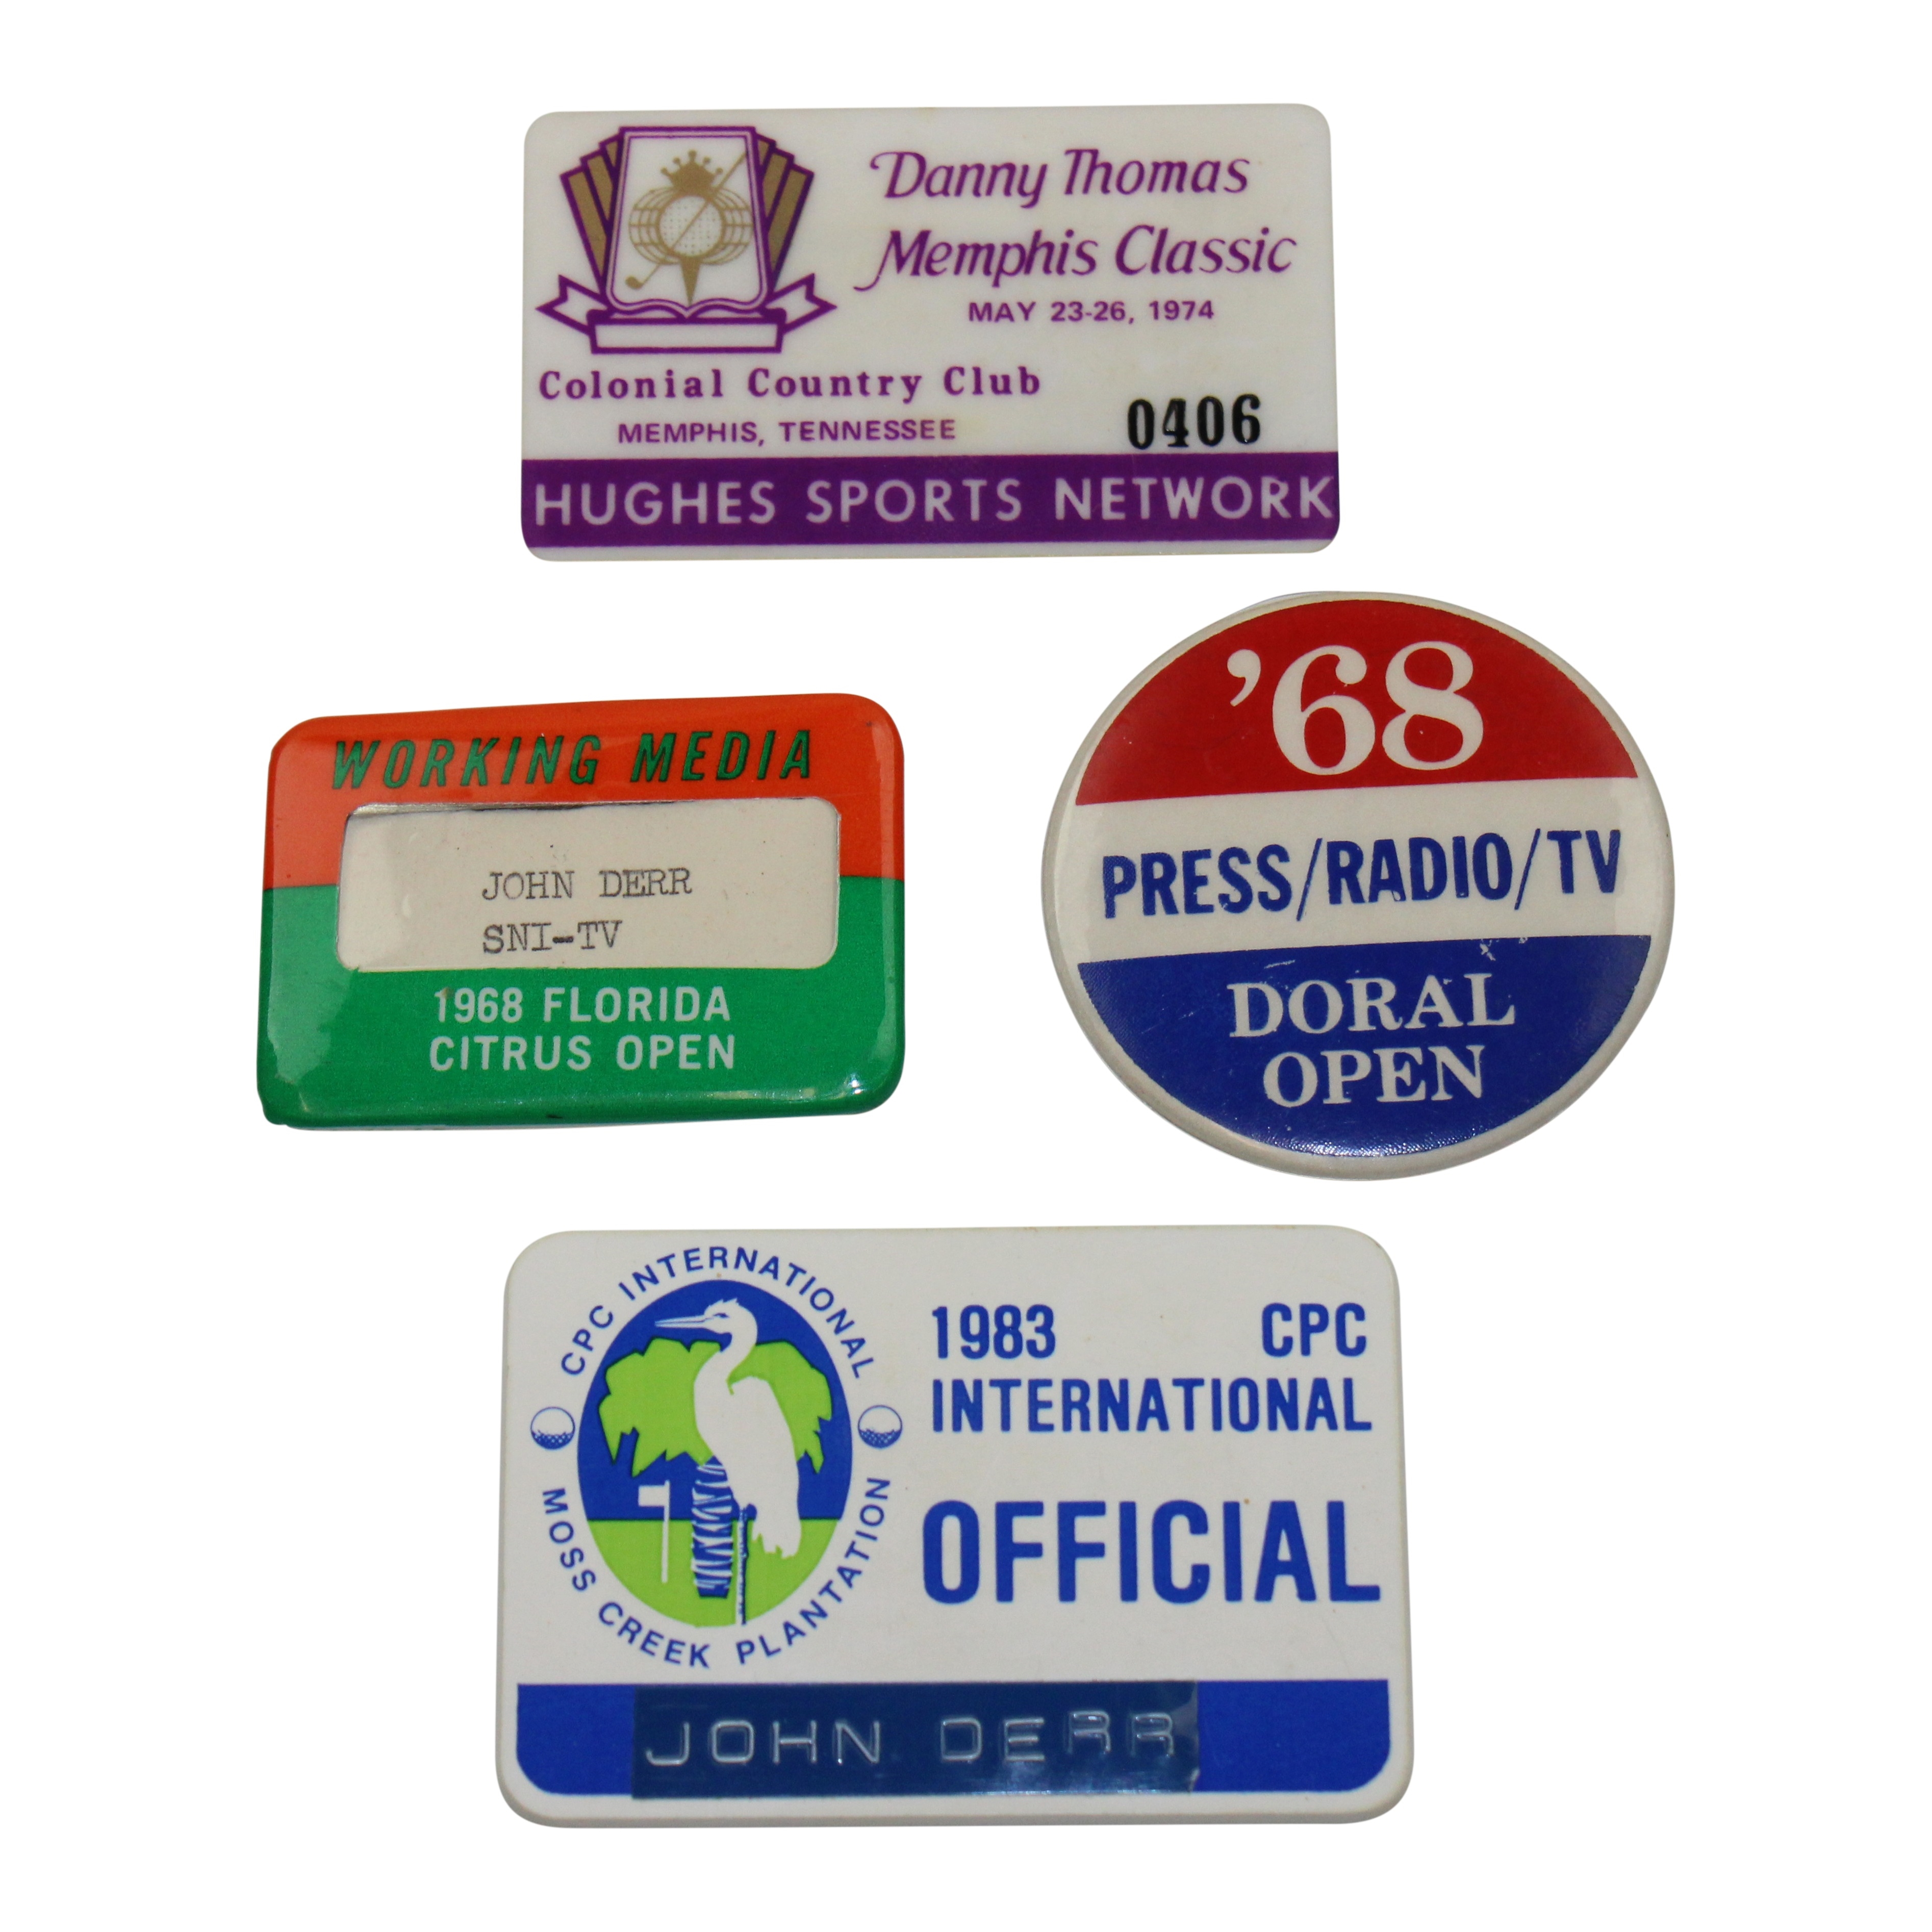 Danny Thomas
Memphis Classic
MAY 23-26, 1974
Colonial Country Club
MEMPHIS, TENNESSEE
0406
HUGHES SPORTS NETWORK
WORKING MEDIA
JOHN DERR
SNI-TV
1968 FLORIDA
CITRUS OPEN
'68
PRESS/RADIO/TV
DORAL
OPEN
CPC INTERNATIONAL
MOSS CREEK PLANTATION
1983 CPC
INTERNATIONAL
OFFICIAL
JOHN DERR